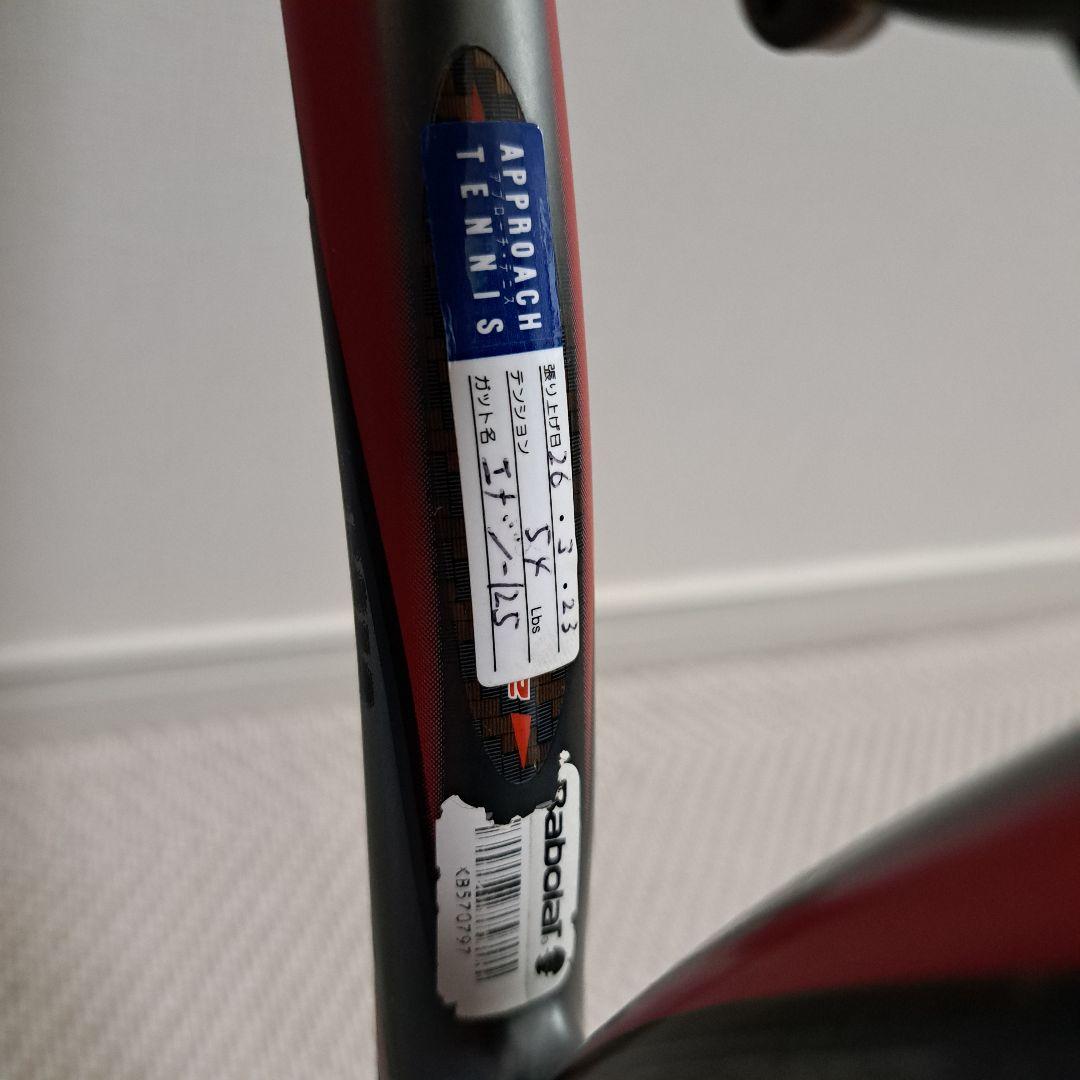 APPROACH
アプローチ・テニス
TENNIS
張り上げ日 26.3.23
テンション 54 Lbs
ガット名 エナジー125
Babolat
KB570797